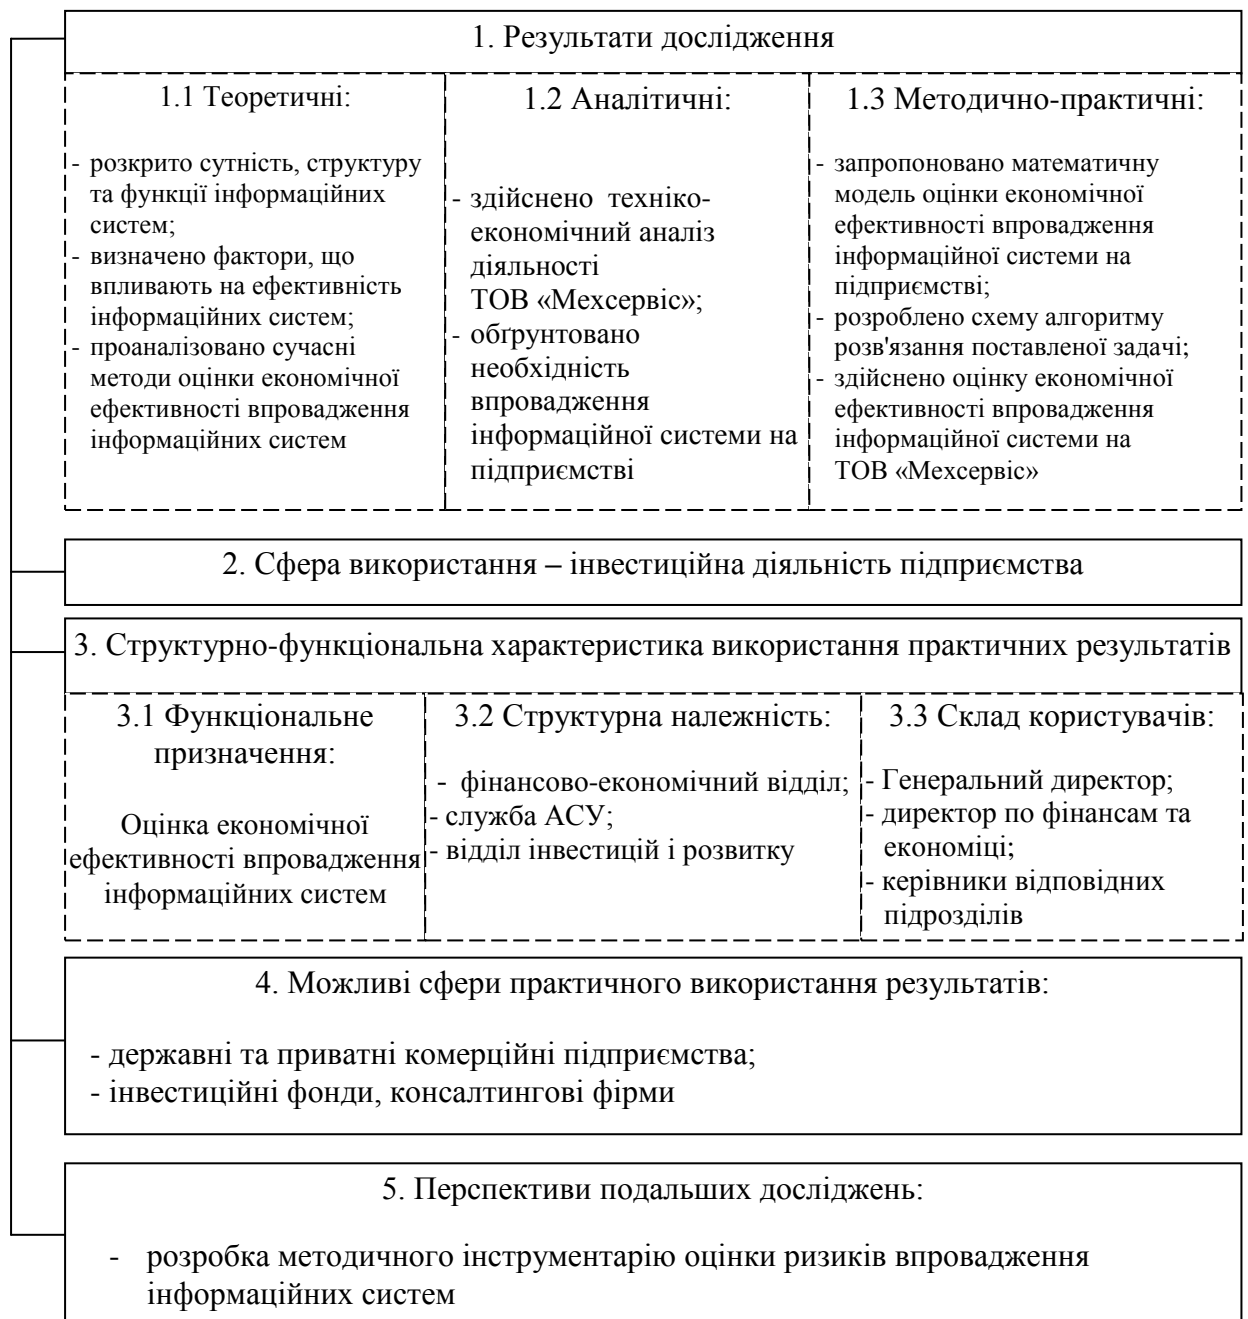 1. Результати дослідження
1.1 Теоретичні:
- розкрито сутність, структуру
та функції інформаційних
систем;
- визначено фактори, що
впливають на ефективність
інформаційних систем;
- проаналізовано сучасні
методи оцінки економічної
ефективності впровадження
інформаційних систем
1.2 Аналітичні:
- здійснено техніко-
економічний аналіз
діяльності
ТОВ «Мехсервіс»;
- обґрунтовано
необхідність
впровадження
інформаційної системи на
підприємстві
1.3 Методично-практичні:
- запропоновано математичну
модель оцінки економічної
ефективності впровадження
інформаційної системи на
підприємстві;
- розроблено схему алгоритму
розв'язання поставленої задачі;
- здійснено оцінку економічної
ефективності впровадження
інформаційної системи на
ТОВ «Мехсервіс»
2. Сфера використання – інвестиційна діяльність підприємства
3. Структурно-функціональна характеристика використання практичних результатів
3.1 Функціональне
призначення:
Оцінка економічної
ефективності впровадження
інформаційних систем
3.2 Структурна належність:
- фінансово-економічний відділ;
- служба АСУ;
- відділ інвестицій і розвитку
3.3 Склад користувачів:
- Генеральний директор;
- директор по фінансам та
економіці;
- керівники відповідних
підрозділів
4. Можливі сфери практичного використання результатів:
- державні та приватні комерційні підприємства;
- інвестиційні фонди, консалтингові фірми
5. Перспективи подальших досліджень:
- розробка методичного інструментарію оцінки ризиків впровадження
інформаційних систем